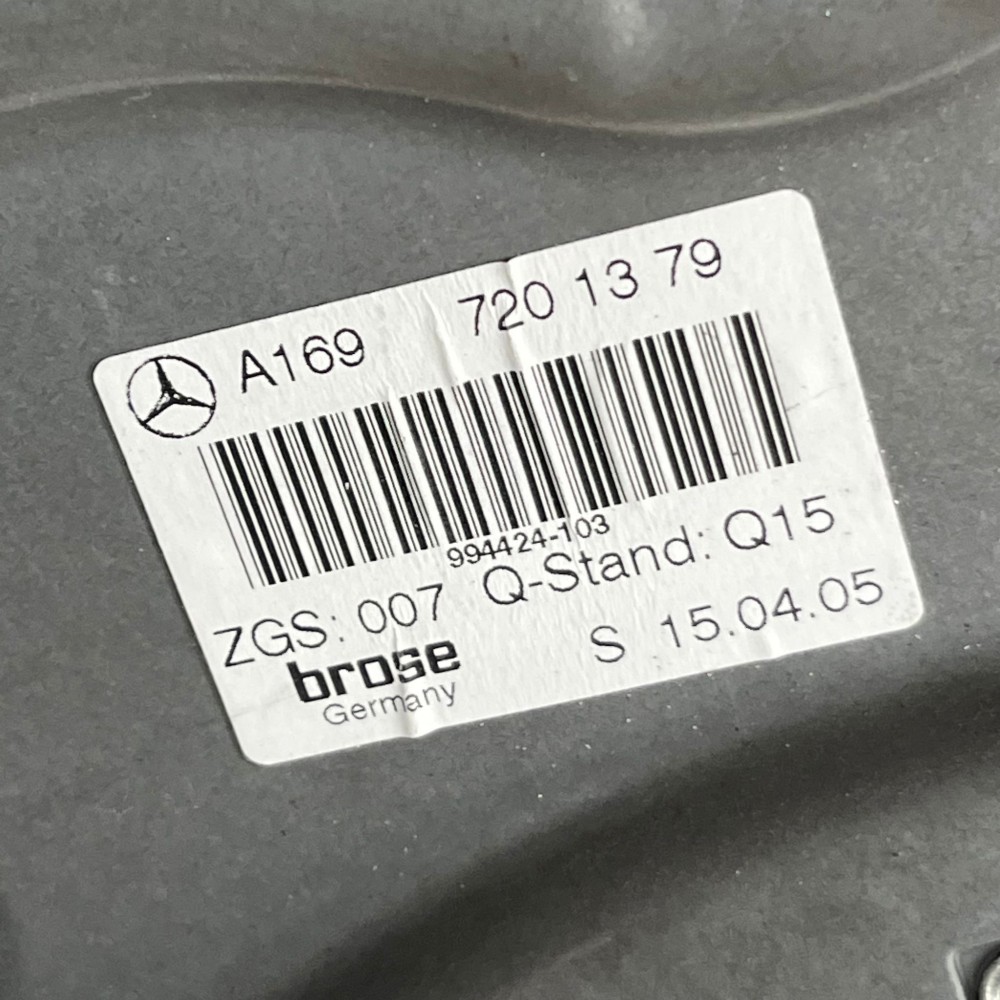 A169 720 13 79
994424-103
ZGS: 007 Q-Stand: Q15
brose S 15.04.05
Germany